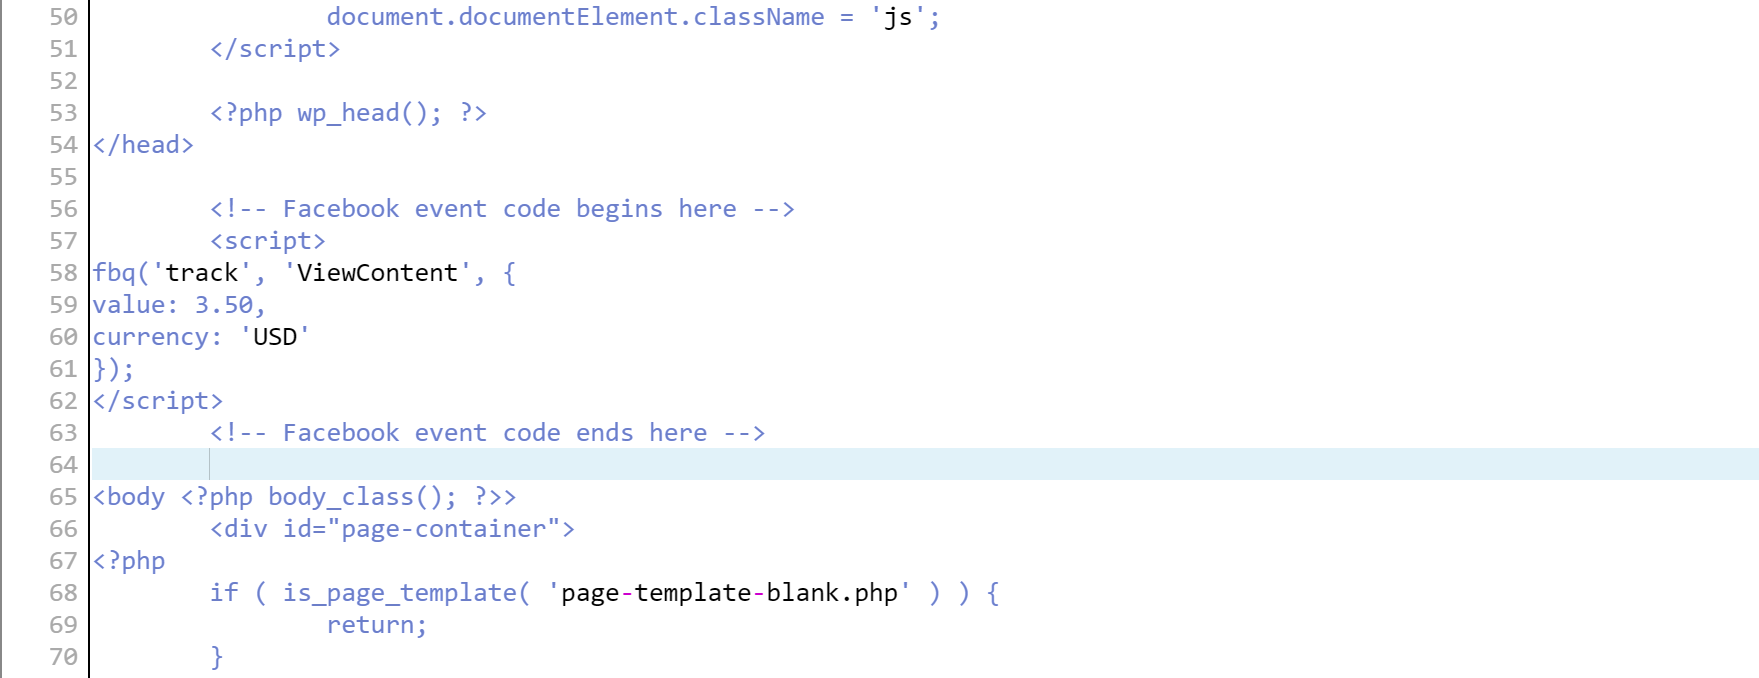 50                 document.documentElement.className = 'js';
51         </script>
52
53         <?php wp_head(); ?>
54 </head>
55
56         <!-- Facebook event code begins here -->
57         <script>
58 fbq('track', 'ViewContent', {
59 value: 3.50,
60 currency: 'USD'
61 });
62 </script>
63         <!-- Facebook event code ends here -->
64
65 <body <?php body_class(); ?>>
66         <div id="page-container">
67 <?php
68         if ( is_page_template( 'page-template-blank.php' ) ) {
69                 return;
70         }